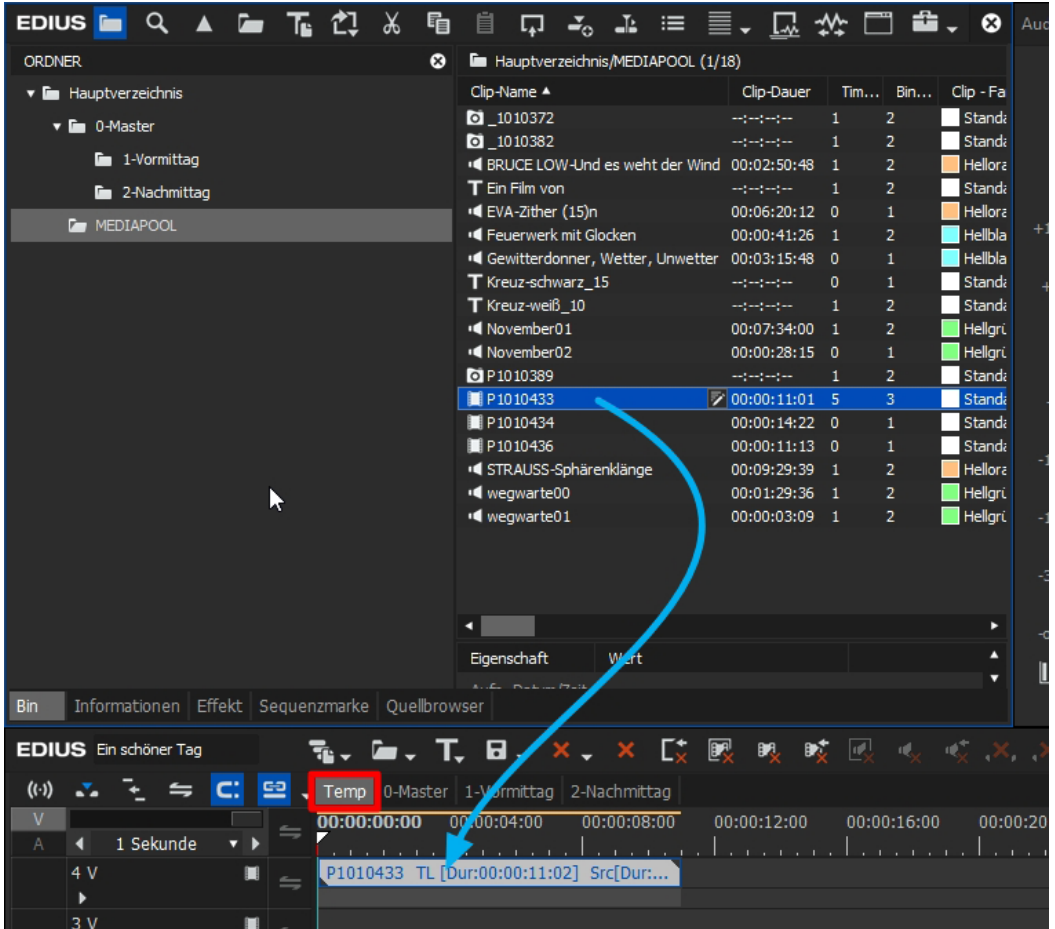 EDIUS
ORDNER
Hauptverzeichnis
0-Master
1-Vormittag
2-Nachmittag
MEDIAPOOL
Hauptverzeichnis/MEDIAPOOL (1/18)
Clip-Name Clip-Dauer Tim... Bin... Clip - Fa
_1010372 --:--:--:-- 1 2 Standa
_1010382 --:--:--:-- 1 2 Standa
BRUCE LOW-Und es weht der Wind 00:02:50:48 1 2 Hellora
Ein Film von --:--:--:-- 1 2 Standa
EVA-Zither (15)n 00:06:20:12 0 1 Hellora
Feuerwerk mit Glocken 00:00:41:26 1 2 Hellbla
Gewitterdonner, Wetter, Unwetter 00:03:15:48 0 1 Hellbla
Kreuz-schwarz_15 --:--:--:-- 0 1 Standa
Kreuz-weiß_10 --:--:--:-- 1 2 Standa
November01 00:07:34:00 1 2 Hellgrü
November02 00:00:28:15 0 1 Hellgrü
P1010389 --:--:--:-- 1 2 Standa
P1010433 00:00:11:01 5 3 Standa
P1010434 00:00:14:22 0 1 Standa
P1010436 00:00:11:13 0 1 Standa
STRAUSS-Sphärenklänge 00:09:29:39 1 2 Hellora
wegwarte00 00:01:29:36 1 2 Hellgrü
wegwarte01 00:00:03:09 1 2 Hellgrü
Eigenschaft Wert
Bin Informationen Effekt Sequenzmarke Quellbrowser
Aud
EDIUS Ein schöner Tag
Temp 0-Master 1-Vormittag 2-Nachmittag
V 00:00:00:00 00:00:04:00 00:00:08:00 00:00:12:00 00:00:16:00 00:00:20
A 1 Sekunde
4 V P1010433 TL [Dur:00:00:11:02] Src[Dur:...
3 V